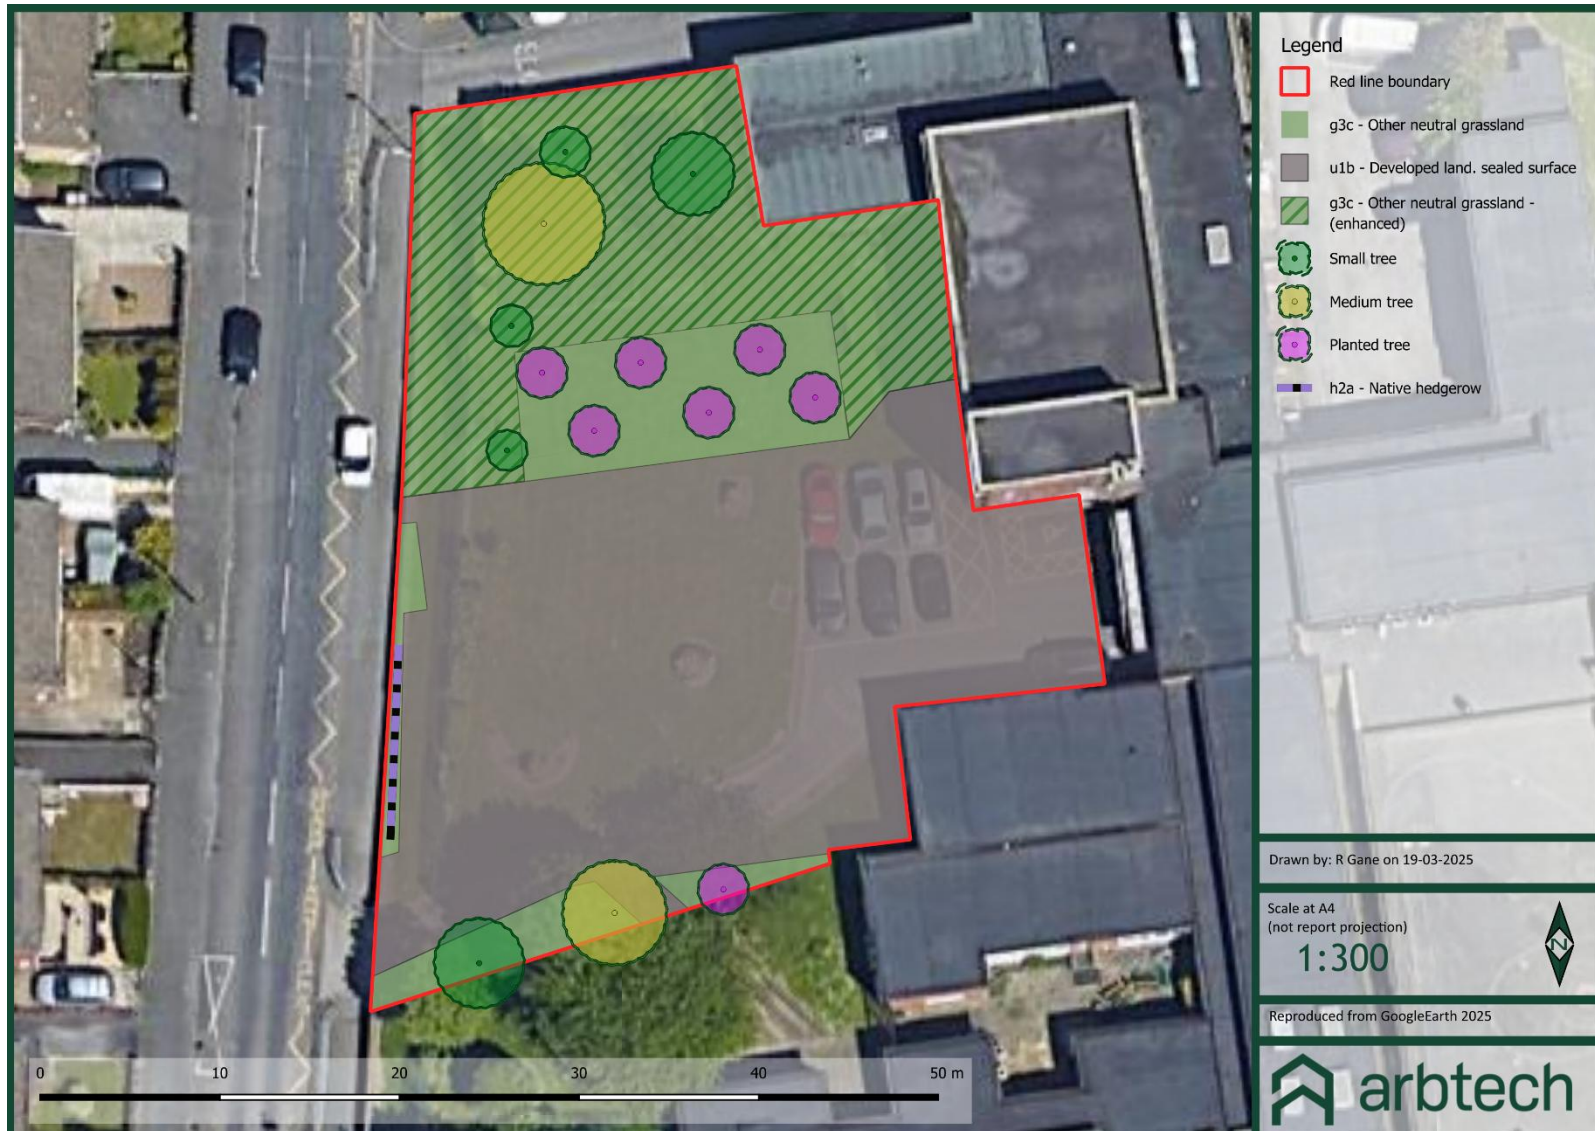 Legend
Red line boundary
g3c - Other neutral grassland
u1b - Developed land. sealed surface
g3c - Other neutral grassland -
(enhanced)
Small tree
Medium tree
Planted tree
h2a - Native hedgerow
Drawn by: R Gane on 19-03-2025
Scale at A4
(not report projection)
1:300
N
Reproduced from GoogleEarth 2025
arbtech
0 10 20 30 40 50 m